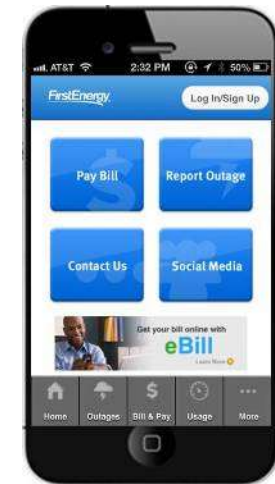 AT&T 2:32 PM 50%
FirstEnergy
Log In/Sign Up
Pay Bill
Report Outage
Contact Us
Social Media
Get your bill online with
eBill
Learn More
Home Outages Bill & Pay Usage More